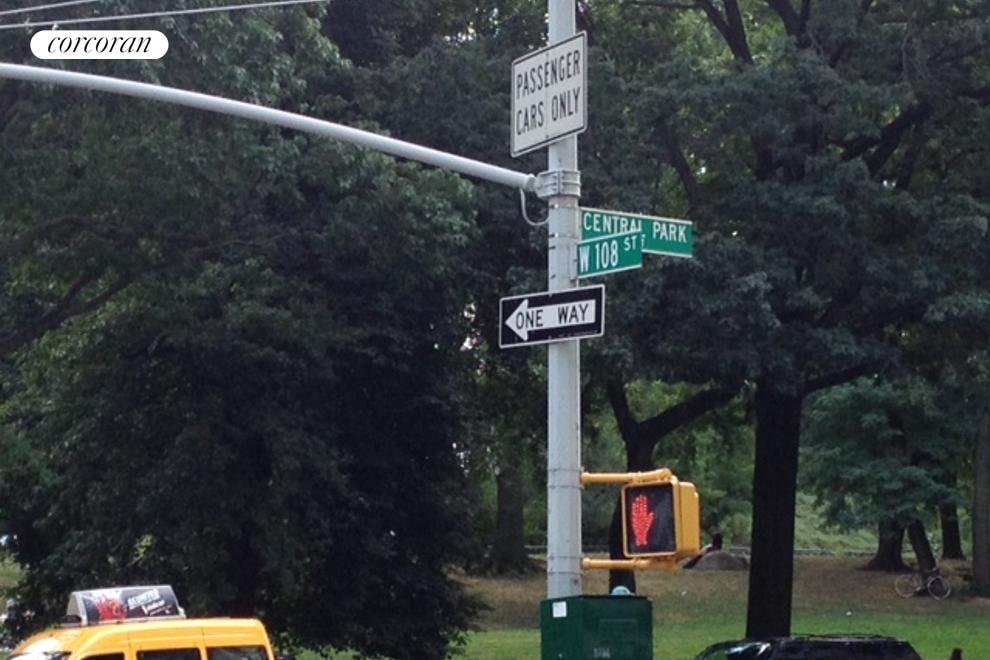 corcoran
PASSENGER
CARS ONLY
CENTRAL PARK
W 108 ST
ONE WAY